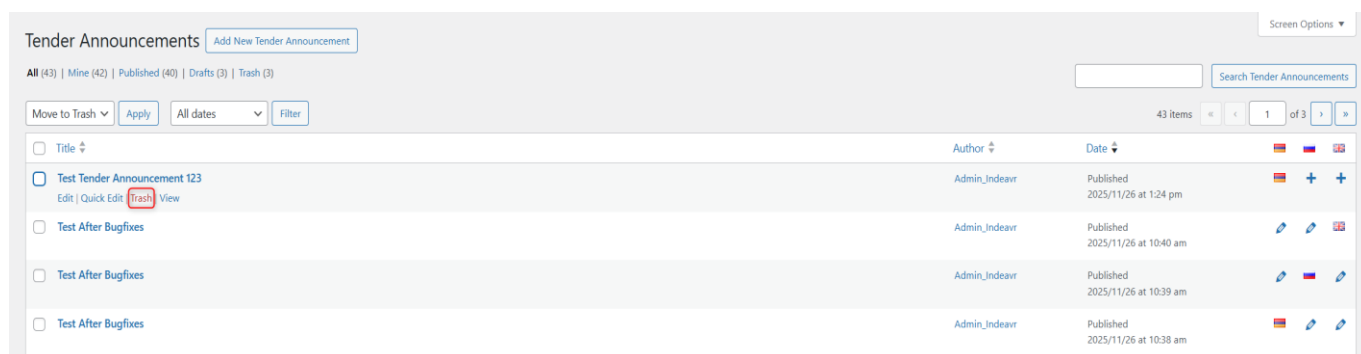 Screen Options ▼
Tender Announcements Add New Tender Announcement
All (43) | Mine (42) | Published (40) | Drafts (3) | Trash (3)
Search Tender Announcements
Move to Trash Apply All dates Filter 43 items « ‹ 1 of 3 › »
Title Author Date
Test Tender Announcement 123 Admin_Indeavr Published
Edit | Quick Edit | Trash | View 2025/11/26 at 1:24 pm
Test After Bugfixes Admin_Indeavr Published
2025/11/26 at 10:40 am
Test After Bugfixes Admin_Indeavr Published
2025/11/26 at 10:39 am
Test After Bugfixes Admin_Indeavr Published
2025/11/26 at 10:38 am